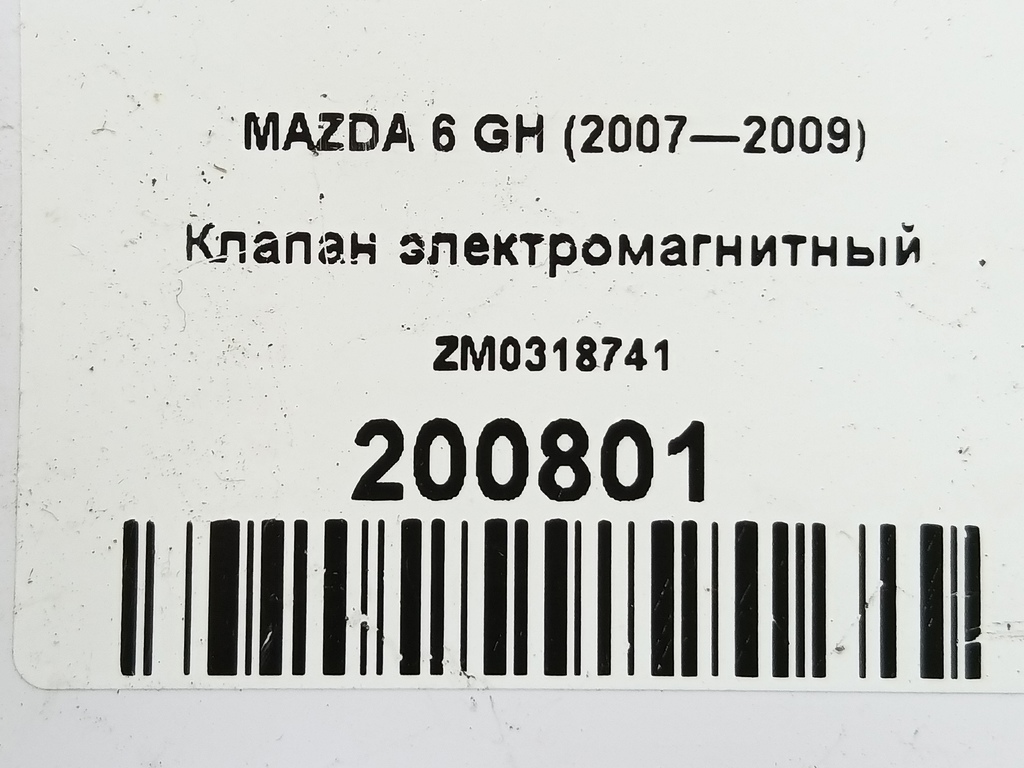 MAZDA 6 GH (2007—2009)
Клапан электромагнитный
ZM0318741
200801